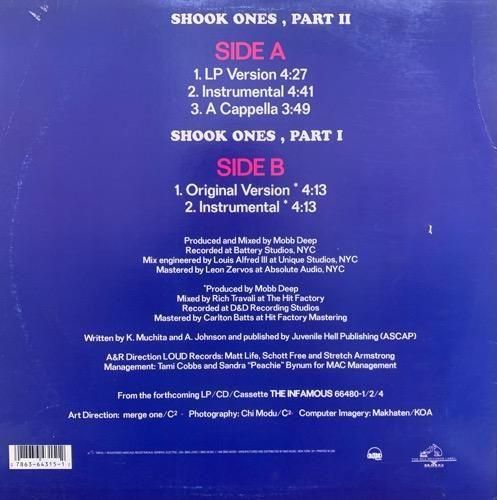 SHOOK ONES , PART II
SIDE A
1. LP Version 4:27
2. Instrumental 4:41
3. A Cappella 3:49
SHOOK ONES , PART I
SIDE B
1. Original Version * 4:13
2. Instrumental * 4:13
Produced and Mixed by Mobb Deep
Recorded at Battery Studios, NYC
Mix engineered by Louis Alfred III at Unique Studios, NYC
Mastered by Leon Zervos at Absolute Audio, NYC
*Produced by Mobb Deep
Mixed by Rich Travali at The Hit Factory
Recorded at D&D Recording Studios
Mastered by Carlton Batts at Hit Factory Mastering
Written by K. Muchita and A. Johnson and published by Juvenile Hell Publishing (ASCAP)
A&R Direction LOUD Records: Matt Life, Schott Free and Stretch Armstrong
Management: Tami Cobbs and Sandra "Peachie" Bynum for MAC Management
From the forthcoming LP/CD/Cassette THE INFAMOUS 66480-1/2/4
Art Direction: merge one/C² · Photography: Chi Modu/C² · Computer Imagery: Makhaten/KOA
0 7863-64315-1